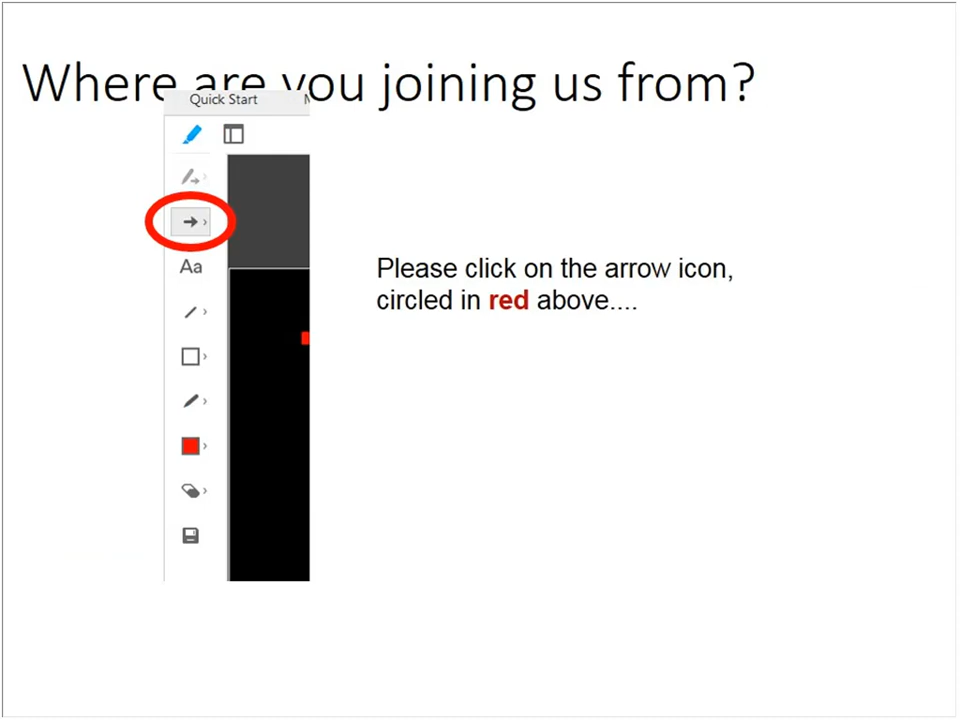 Where are you joining us from?
Quick Start
Aa
Please click on the arrow icon,
circled in red above....